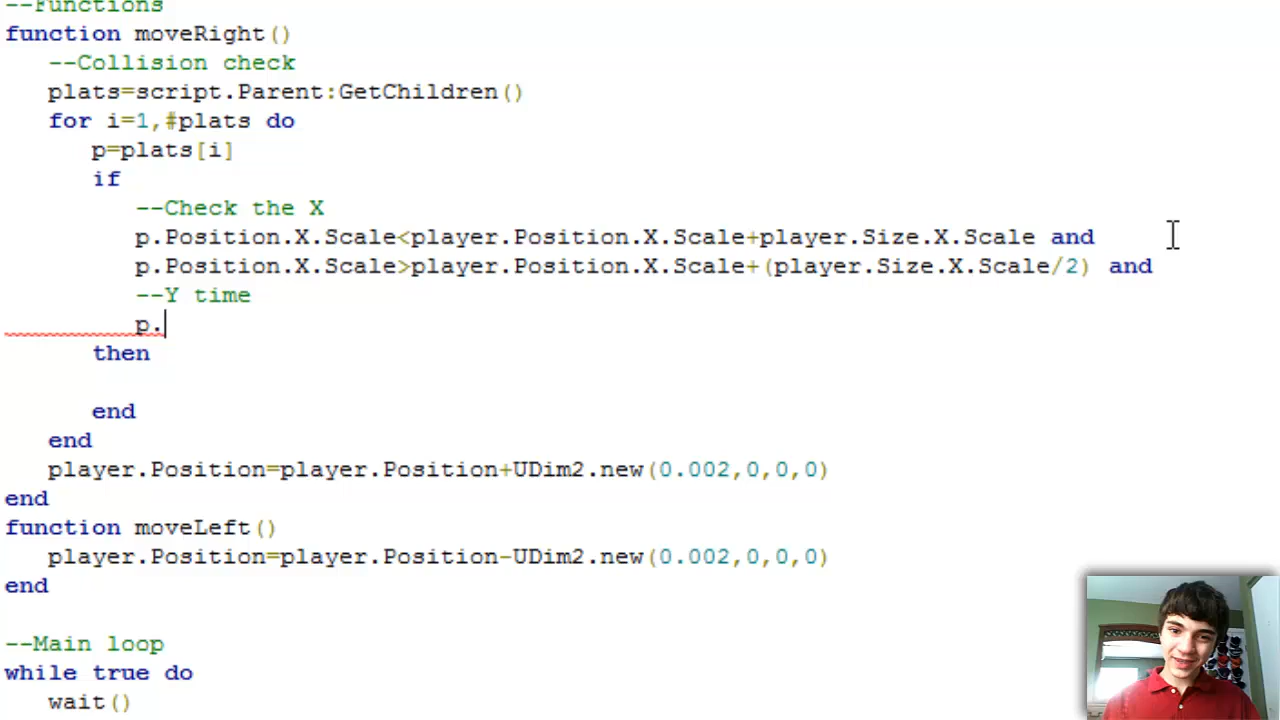 --Functions
function moveRight()
--Collision check
plats=script.Parent:GetChildren()
for i=1,#plats do
p=plats[i]
if
--Check the X
p.Position.X.Scale<player.Position.X.Scale+player.Size.X.Scale and
p.Position.X.Scale>player.Position.X.Scale+(player.Size.X.Scale/2) and
--Y time
p.
then
end
end
player.Position=player.Position+UDim2.new(0.002,0,0,0)
end
function moveLeft()
player.Position=player.Position-UDim2.new(0.002,0,0,0)
end
--Main loop
while true do
wait()